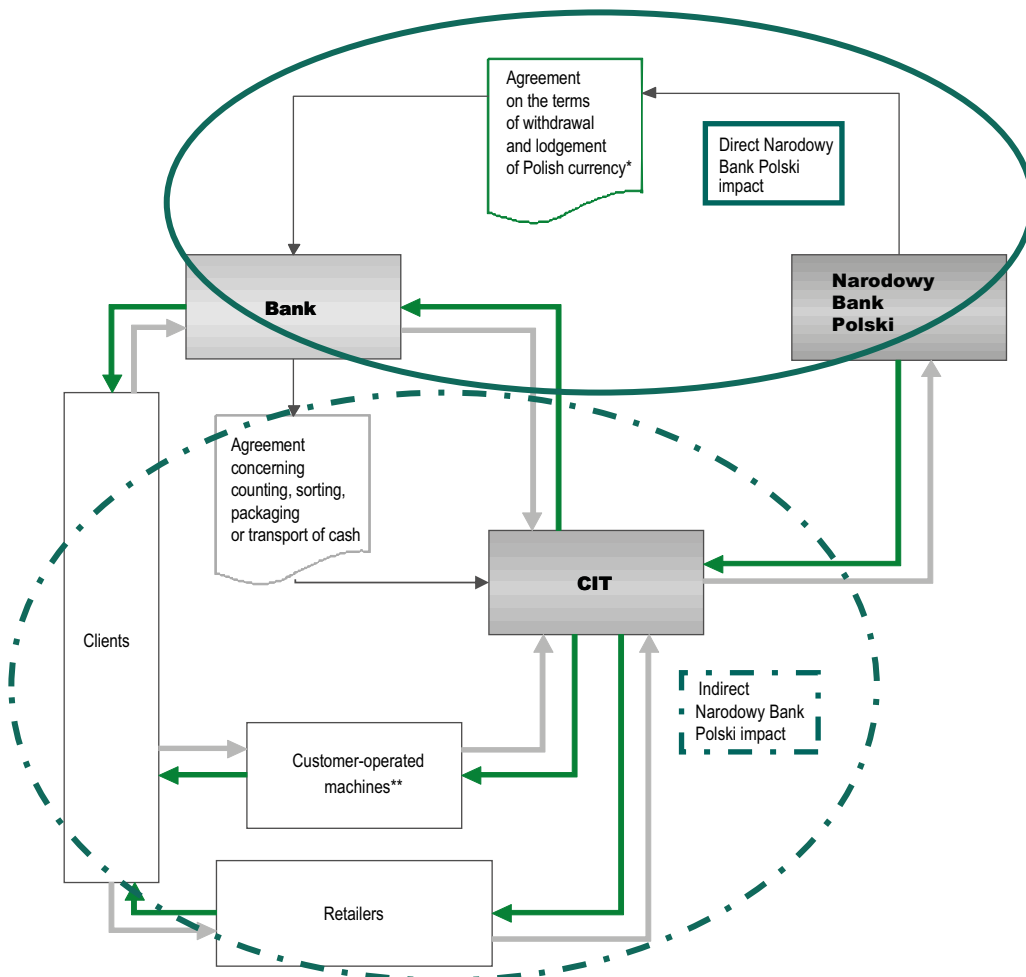 Agreement
on the terms
of withdrawal
and lodgement
of Polish currency*
Direct Narodowy
Bank Polski
impact
Bank
Narodowy
Bank
Polski
Agreement
concerning
counting, sorting,
packaging
or transport of cash
CIT
Clients
Indirect
Narodowy Bank
Polski impact
Customer-operated
machines**
Retailers